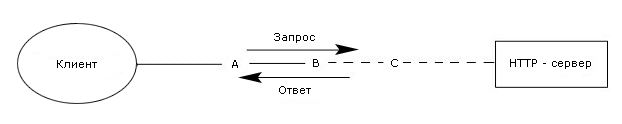 Запрос
Клиент
A
B
C
HTTP - сервер
Ответ